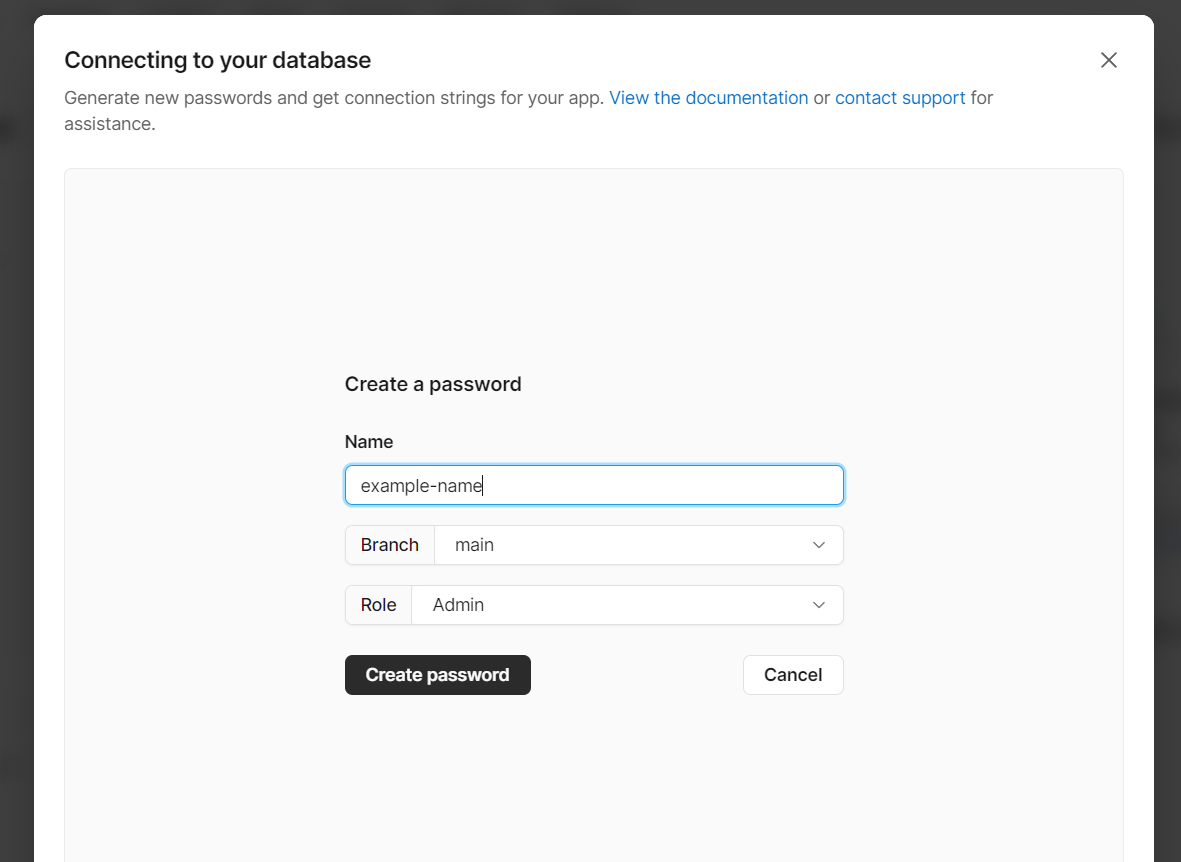 Connecting to your database
Generate new passwords and get connection strings for your app. View the documentation or contact support for
assistance.
Create a password
Name
example-name
Branch main
Role Admin
Create password Cancel